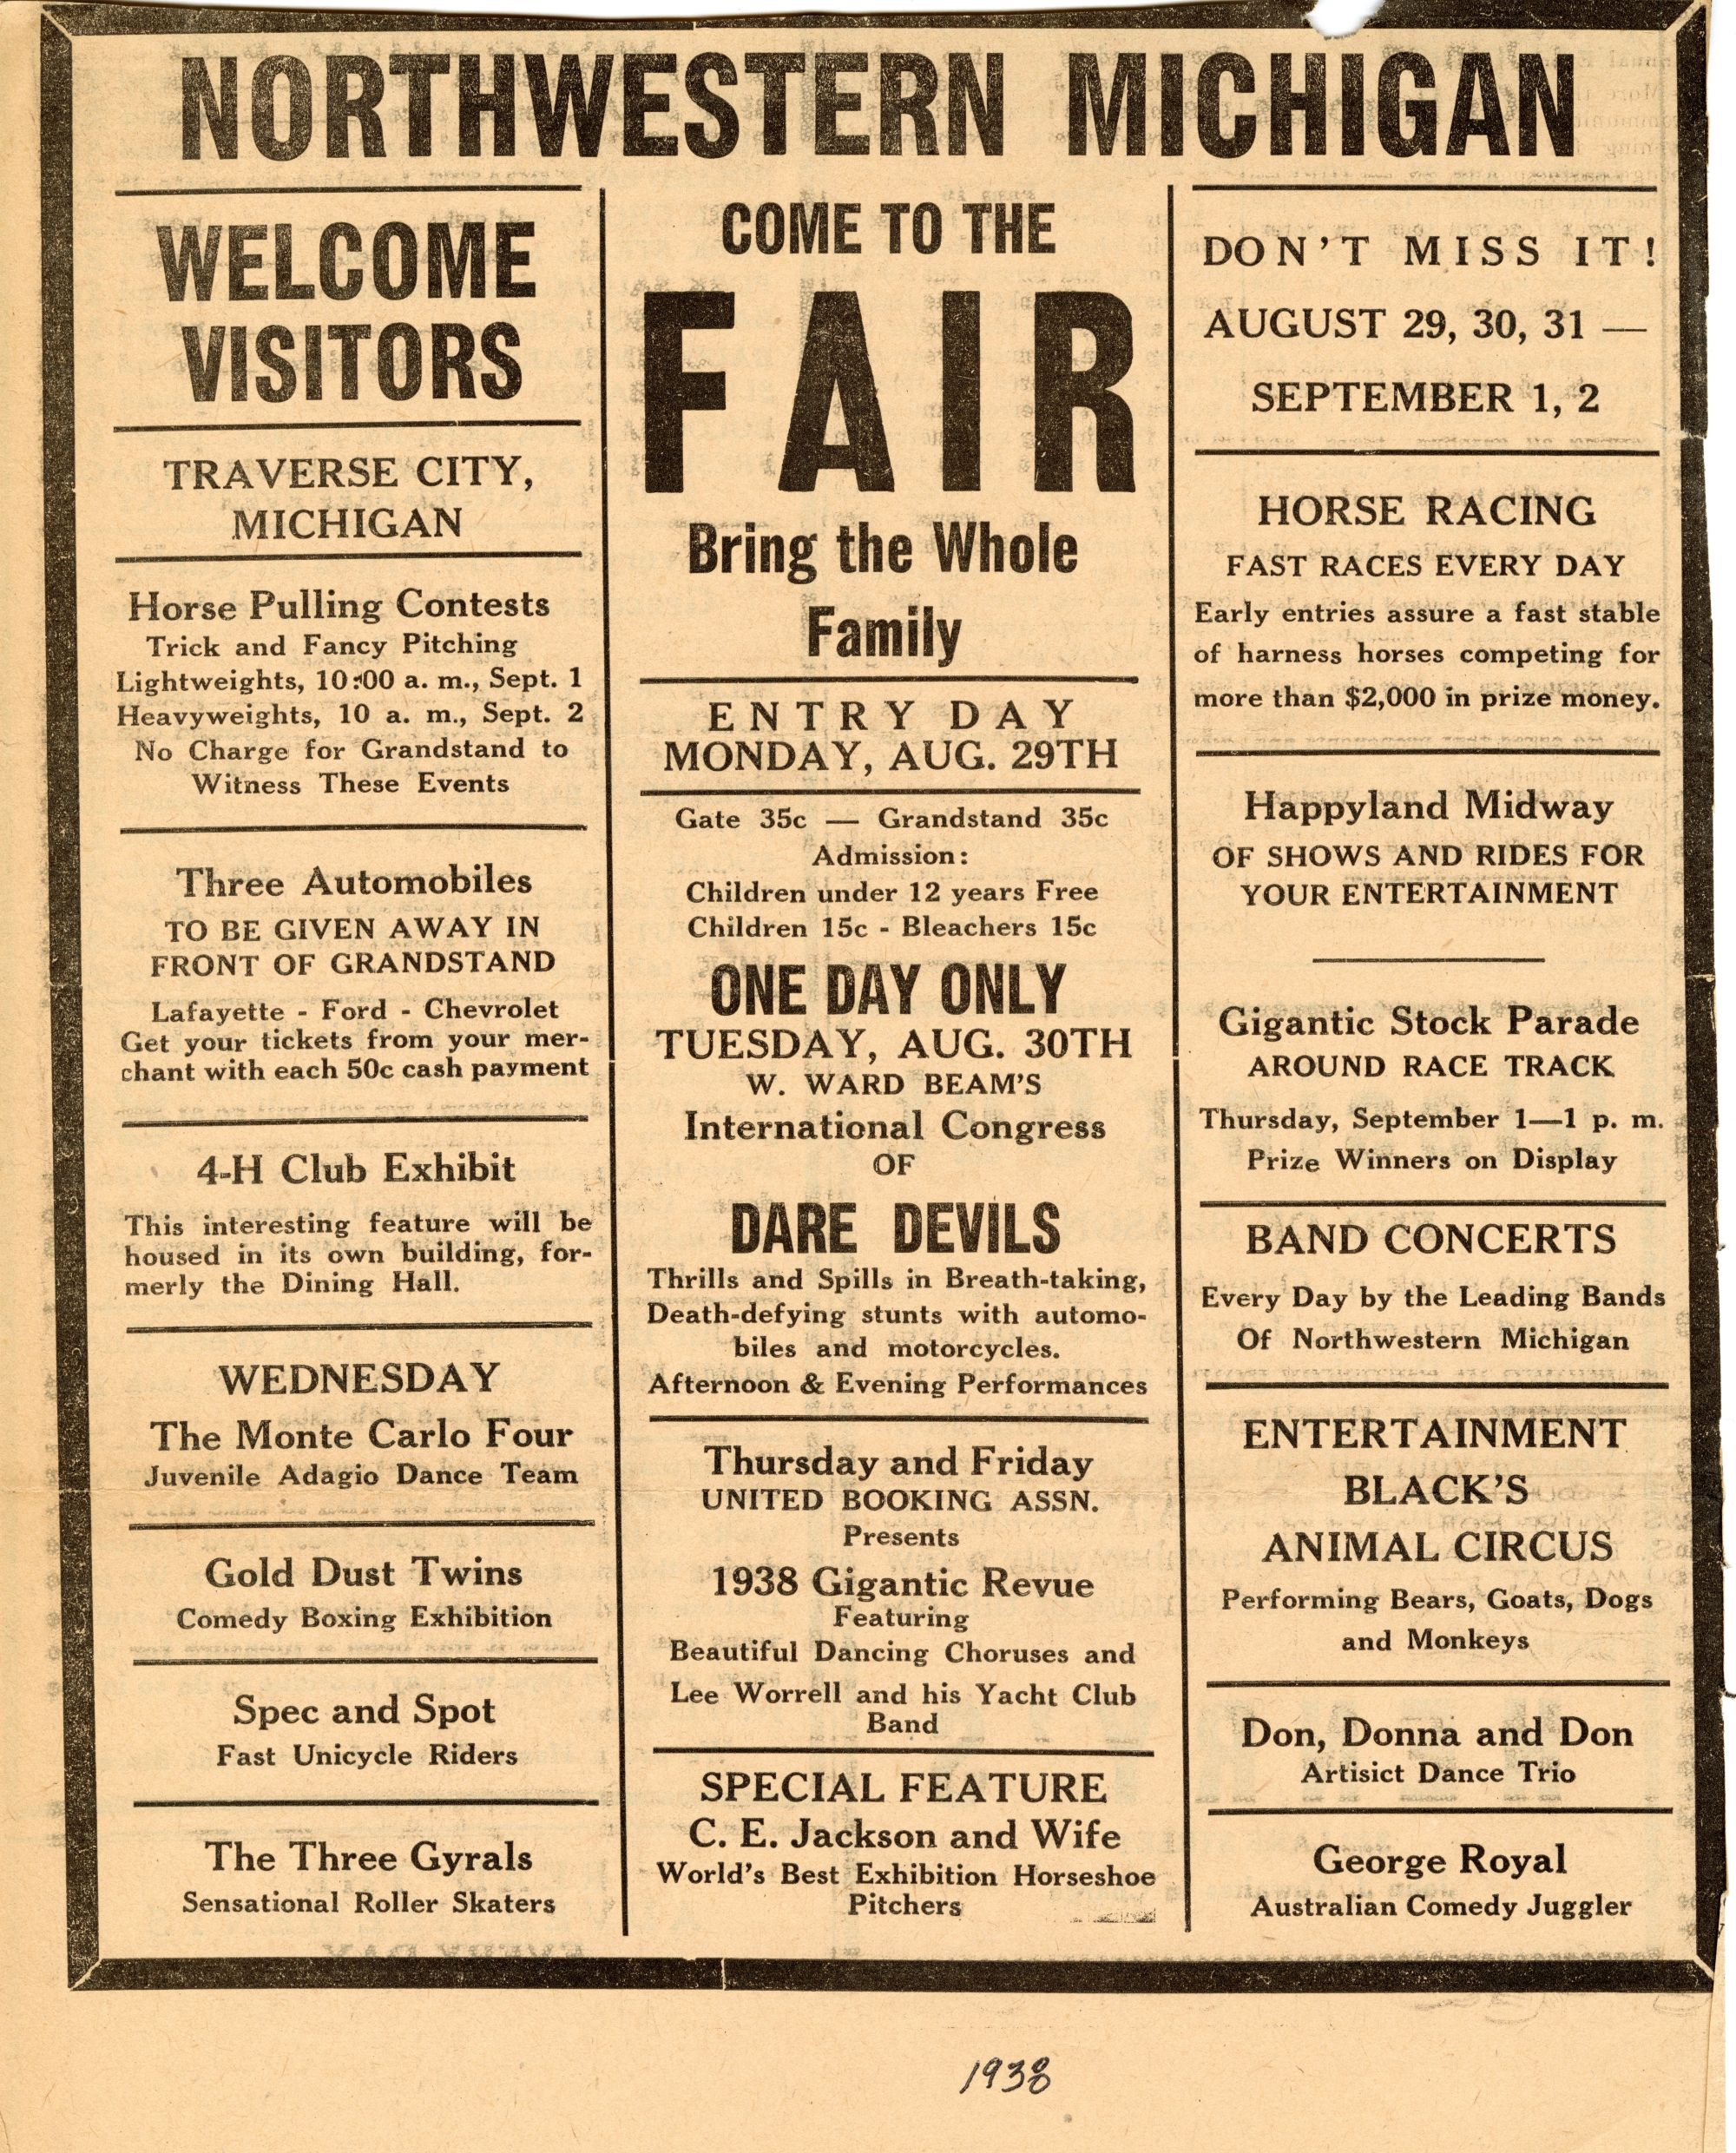 NORTHWESTERN MICHIGAN
WELCOME
VISITORS
TRAVERSE CITY,
MICHIGAN
Horse Pulling Contests
Trick and Fancy Pitching
Lightweights, 10:00 a. m., Sept. 1
Heavyweights, 10 a. m., Sept. 2
No Charge for Grandstand to
Witness These Events
Three Automobiles
TO BE GIVEN AWAY IN
FRONT OF GRANDSTAND
Lafayette - Ford - Chevrolet
Get your tickets from your mer-
chant with each 50c cash payment
4-H Club Exhibit
This interesting feature will be
housed in its own building, for-
merly the Dining Hall.
WEDNESDAY
The Monte Carlo Four
Juvenile Adagio Dance Team
Gold Dust Twins
Comedy Boxing Exhibition
Spec and Spot
Fast Unicycle Riders
The Three Gyrals
Sensational Roller Skaters
COME TO THE
FAIR
Bring the Whole
Family
ENTRY DAY
MONDAY, AUG. 29TH
Gate 35c — Grandstand 35c
Admission:
Children under 12 years Free
Children 15c - Bleachers 15c
ONE DAY ONLY
TUESDAY, AUG. 30TH
W. WARD BEAM'S
International Congress
OF
DARE DEVILS
Thrills and Spills in Breath-taking,
Death-defying stunts with automo-
biles and motorcycles.
Afternoon & Evening Performances
Thursday and Friday
UNITED BOOKING ASSN.
Presents
1938 Gigantic Revue
Featuring
Beautiful Dancing Choruses and
Lee Worrell and his Yacht Club
Band
SPECIAL FEATURE
C. E. Jackson and Wife
World's Best Exhibition Horseshoe
Pitchers
DON'T MISS IT!
AUGUST 29, 30, 31 —
SEPTEMBER 1, 2
HORSE RACING
FAST RACES EVERY DAY
Early entries assure a fast stable
of harness horses competing for
more than $2,000 in prize money.
Happyland Midway
OF SHOWS AND RIDES FOR
YOUR ENTERTAINMENT
Gigantic Stock Parade
AROUND RACE TRACK
Thursday, September 1—1 p. m.
Prize Winners on Display
BAND CONCERTS
Every Day by the Leading Bands
Of Northwestern Michigan
ENTERTAINMENT
BLACK'S
ANIMAL CIRCUS
Performing Bears, Goats, Dogs
and Monkeys
Don, Donna and Don
Artisict Dance Trio
George Royal
Australian Comedy Juggler
1938